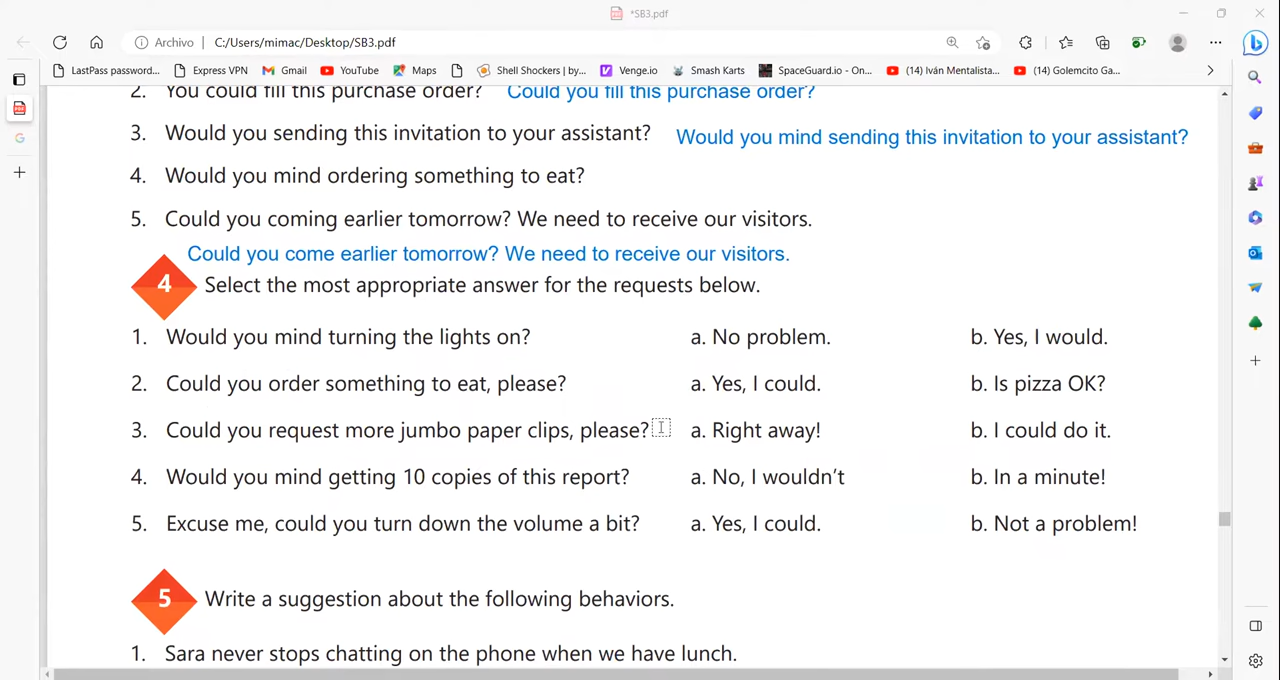 *SB3.pdf
Archivo C:/Users/mimac/Desktop/SB3.pdf
LastPass password... Express VPN Gmail YouTube Maps Shell Shockers | by... Venge.io Smash Karts SpaceGuard.io - On... (14) Iván Mentalista... (14) Golemcito Ga...
2. You could fill this purchase order? Could you fill this purchase order?
3. Would you sending this invitation to your assistant? Would you mind sending this invitation to your assistant?
4. Would you mind ordering something to eat?
5. Could you coming earlier tomorrow? We need to receive our visitors.
Could you come earlier tomorrow? We need to receive our visitors.
4 Select the most appropriate answer for the requests below.
1. Would you mind turning the lights on? a. No problem. b. Yes, I would.
2. Could you order something to eat, please? a. Yes, I could. b. Is pizza OK?
3. Could you request more jumbo paper clips, please? a. Right away! b. I could do it.
4. Would you mind getting 10 copies of this report? a. No, I wouldn't b. In a minute!
5. Excuse me, could you turn down the volume a bit? a. Yes, I could. b. Not a problem!
5 Write a suggestion about the following behaviors.
1. Sara never stops chatting on the phone when we have lunch.